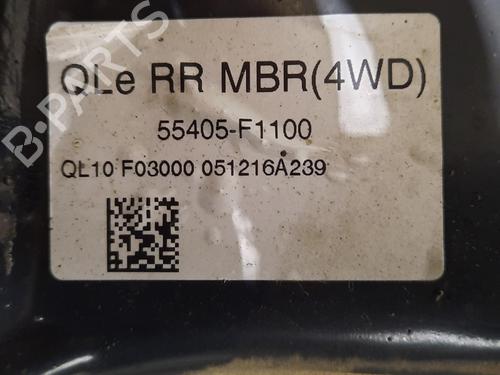 QLe RR MBR(4WD)
55405-F1100
QL10 F03000 051216A239
B-PARTS